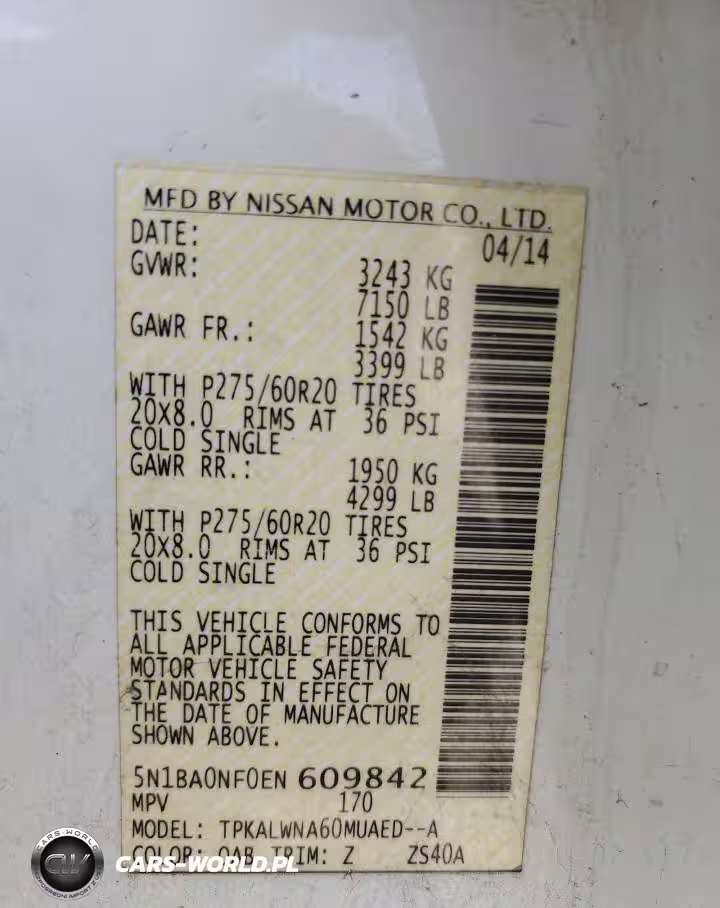 MFD BY NISSAN MOTOR CO., LTD.
DATE: 04/14
GVWR: 3243 KG
7150 LB
GAWR FR.: 1542 KG
3399 LB
WITH P275/60R20 TIRES
20X8.0 RIMS AT 36 PSI
COLD SINGLE
GAWR RR.: 1950 KG
4299 LB
WITH P275/60R20 TIRES
20X8.0 RIMS AT 36 PSI
COLD SINGLE
THIS VEHICLE CONFORMS TO
ALL APPLICABLE FEDERAL
MOTOR VEHICLE SAFETY
STANDARDS IN EFFECT ON
THE DATE OF MANUFACTURE
SHOWN ABOVE.
5N1BA0NF0EN 609842
MPV 170
MODEL: TPKALWNA60MUAED--A
COLOR: QAB TRIM: Z ZS40A
CARS-WORLD.PL
CARS-WORLD
CW